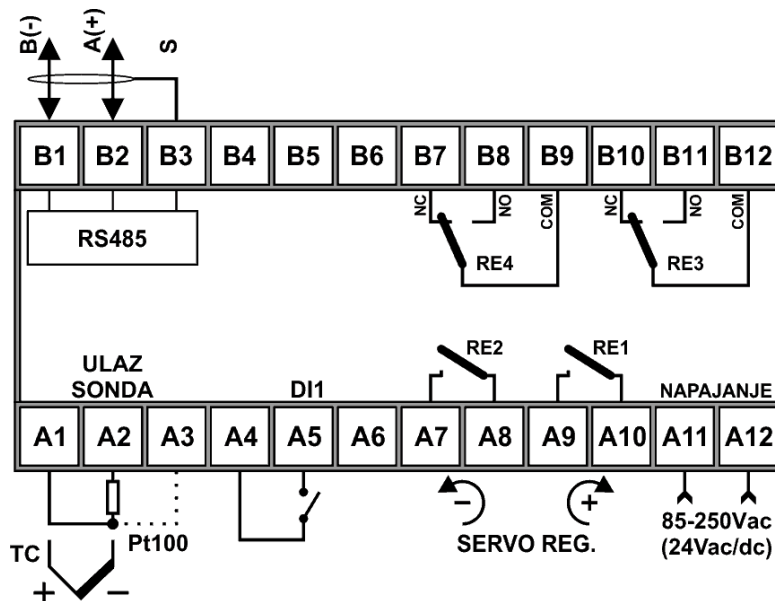 B(-) A(+) S
B1 B2 B3 B4 B5 B6 B7 B8 B9 B10 B11 B12
NC NO COM NC NO COM
RS485
RE4 RE3
RE2 RE1
ULAZ
SONDA DI1 NAPAJANJE
A1 A2 A3 A4 A5 A6 A7 A8 A9 A10 A11 A12
- +
Pt100 SERVO REG. 85-250Vac
TC (24Vac/dc)
+ -